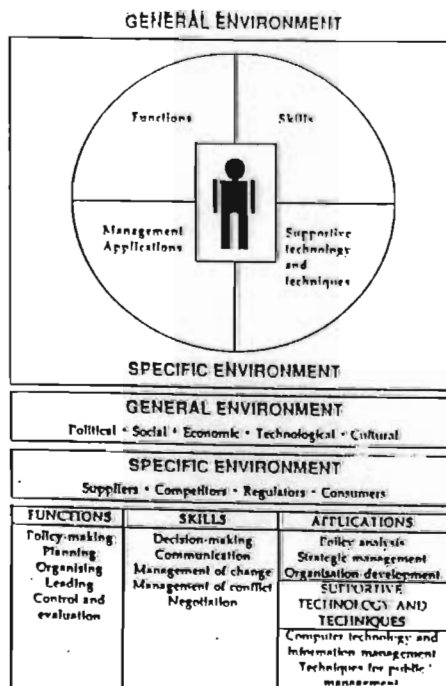 GENERAL ENVIRONMENT
Functions
Skills
Management
Applications
Supportive
technology
and
techniques
SPECIFIC ENVIRONMENT
GENERAL ENVIRONMENT
Political • Social • Economic • Technological • Cultural
SPECIFIC ENVIRONMENT
Suppliers • Competitors • Regulators • Consumers
FUNCTIONS
Policy-making
Planning
Organising
Leading
Control and
evaluation
SKILLS
Decision-making
Communication
Management of change
Management of conflict
Negotiation
APPLICATIONS
Policy analysis
Strategic management
Organisation development
SUPPORTIVE
TECHNOLOGY AND
TECHNIQUES
Computer technology and
information management
Techniques for public
management